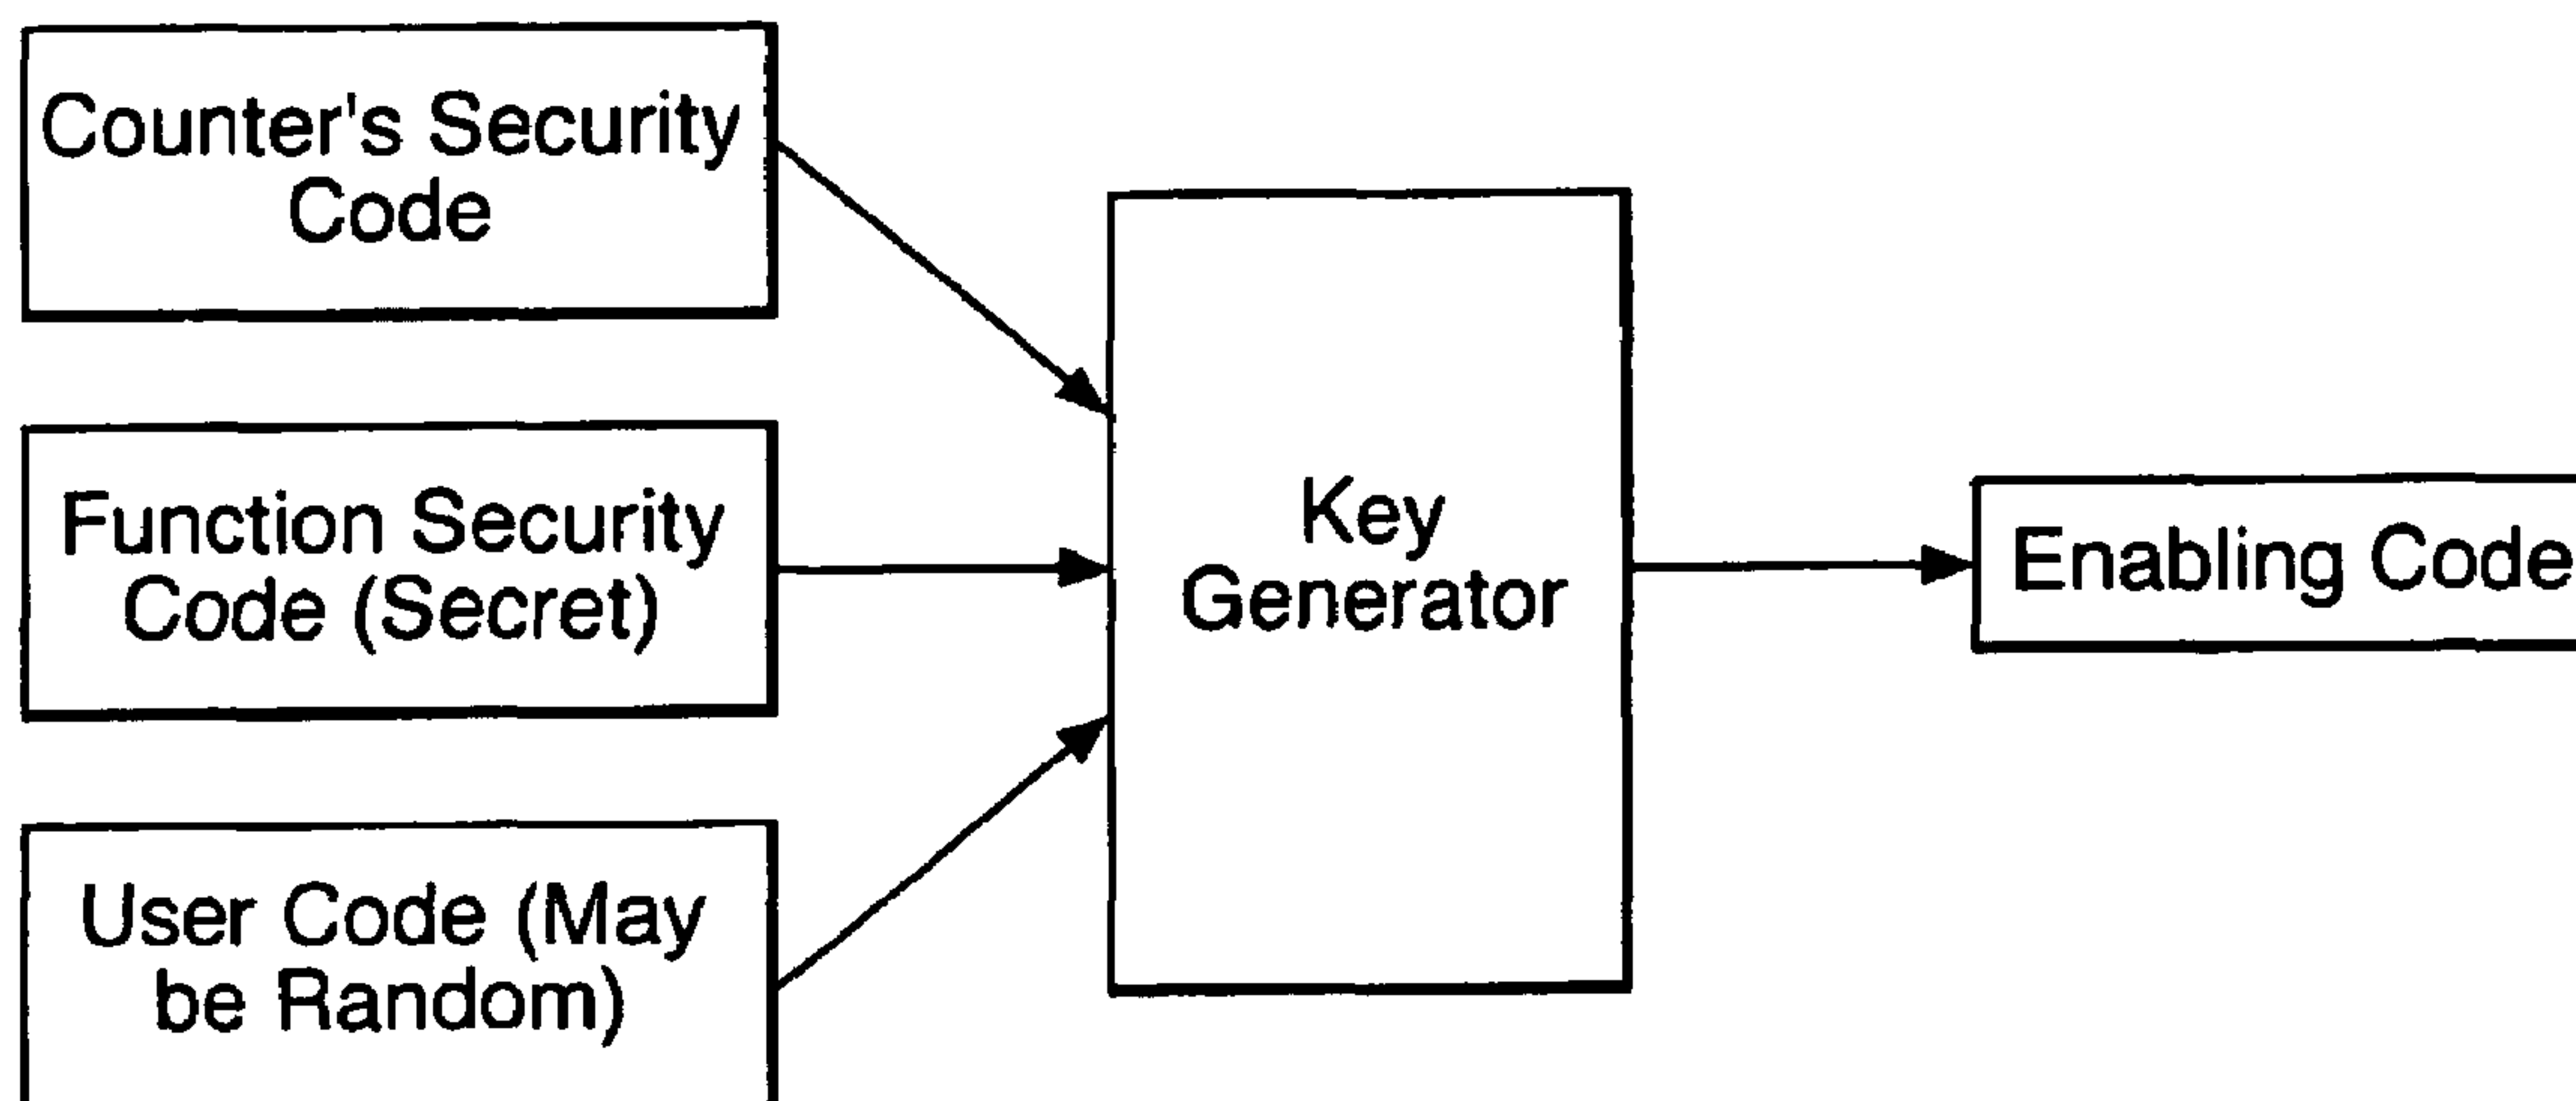 Counter's Security
Code
Function Security
Code (Secret)
User Code (May
be Random)
Key
Generator
Enabling Code